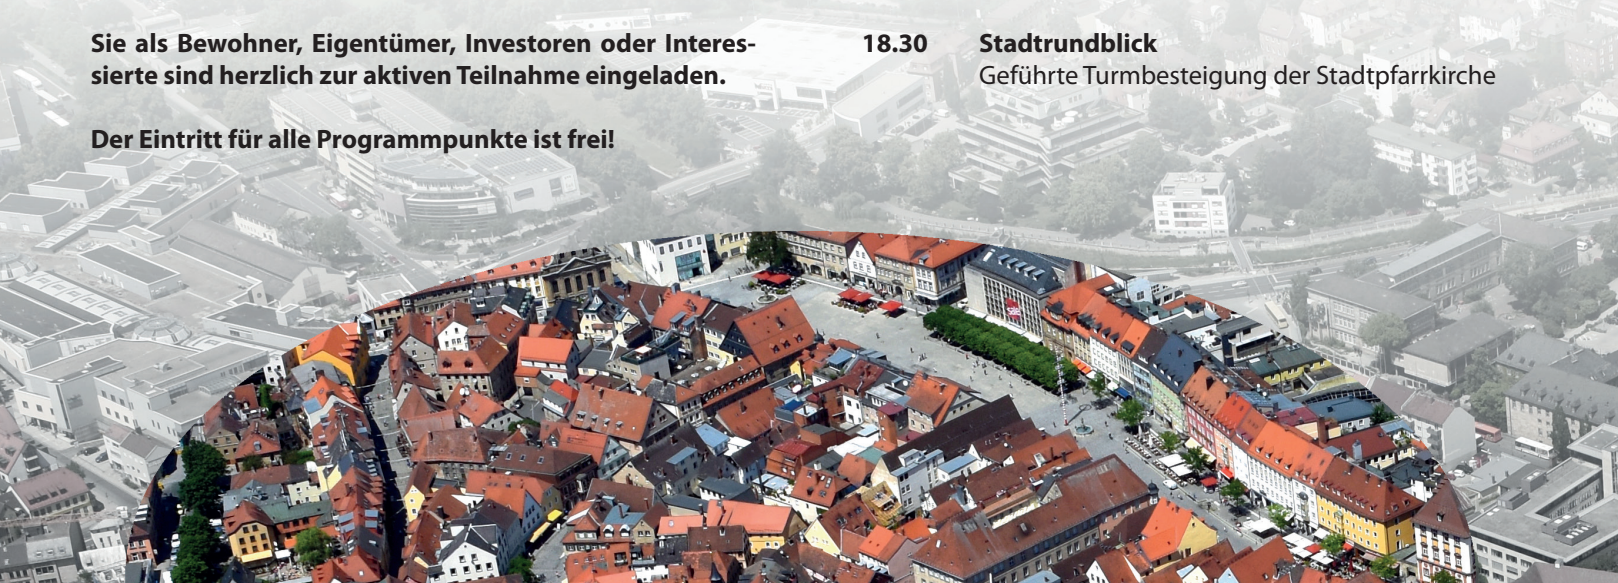 Sie als Bewohner, Eigentümer, Investoren oder Interes-
sierte sind herzlich zur aktiven Teilnahme eingeladen.
Der Eintritt für alle Programmpunkte ist frei!
18.30 Stadtrundblick
Geführte Turmbesteigung der Stadtpfarrkirche